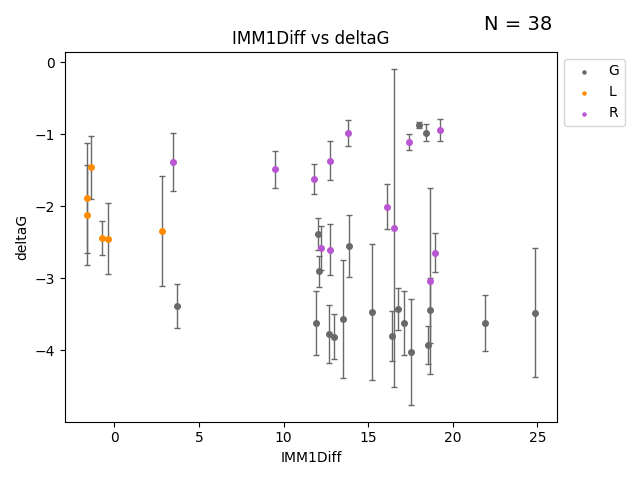 N = 38
IMM1Diff vs deltaG
G
L
R
0
−1
−2
−3
−4
deltaG
0 5 10 15 20 25
IMM1Diff